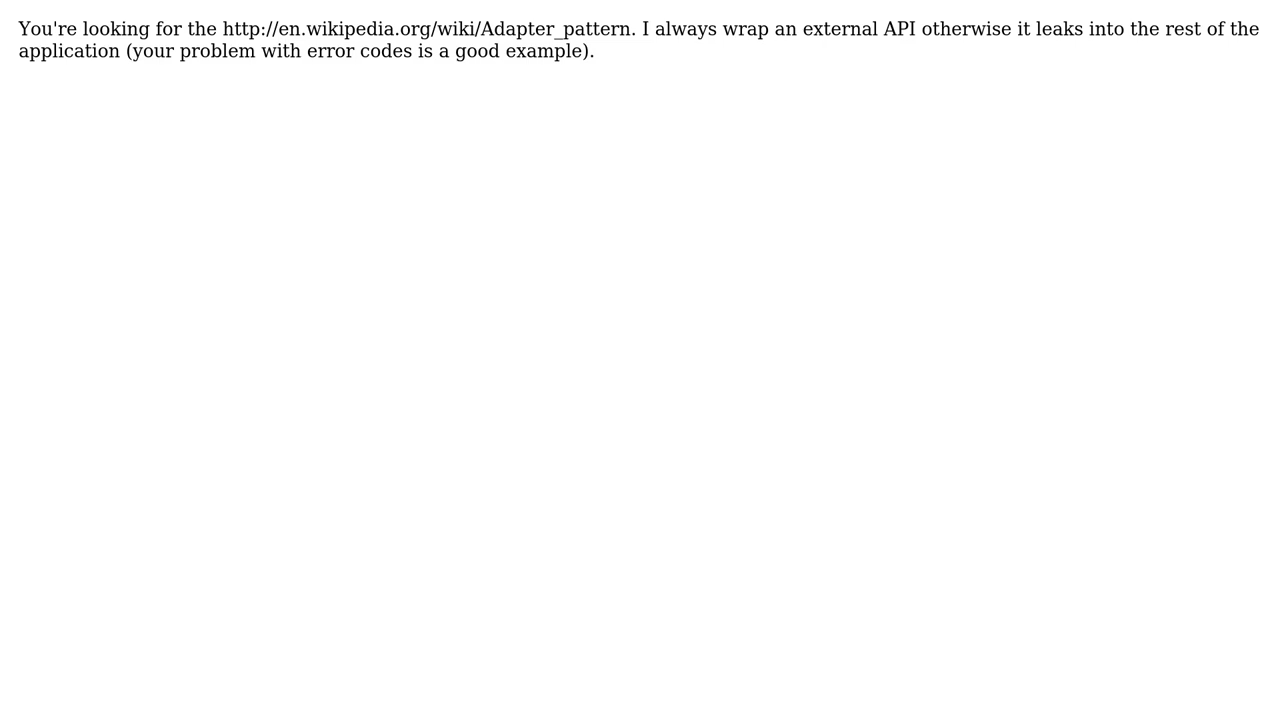 You're looking for the http://en.wikipedia.org/wiki/Adapter_pattern. I always wrap an external API otherwise it leaks into the rest of the
application (your problem with error codes is a good example).